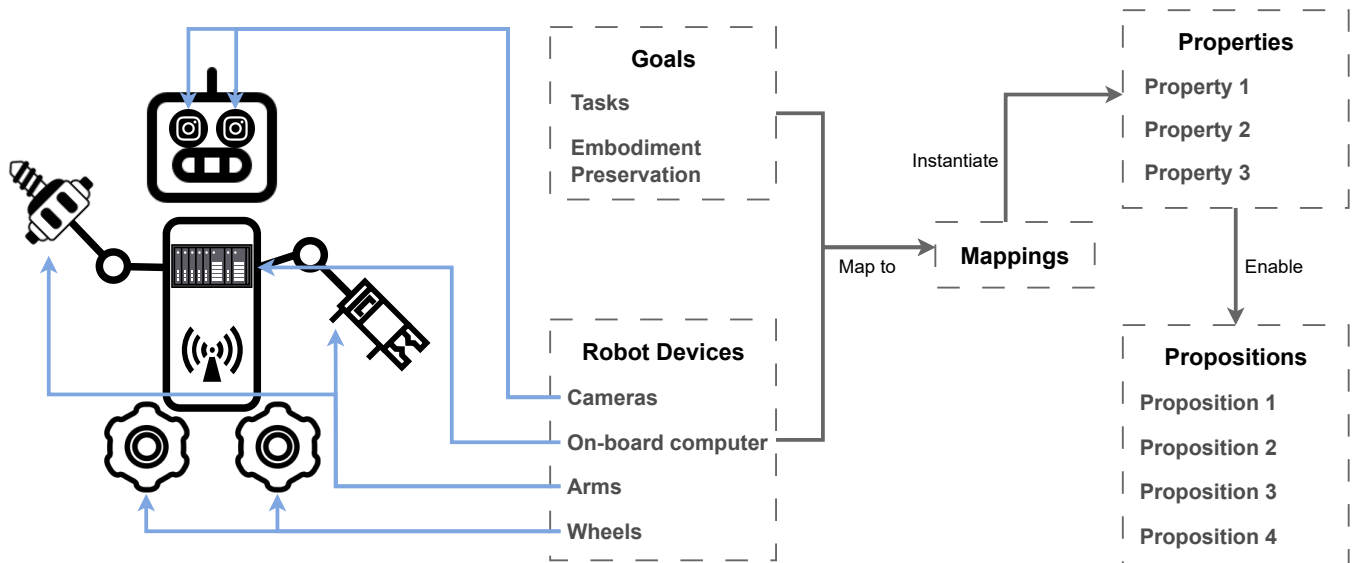 Goals
Tasks
Embodiment
Preservation
Robot Devices
Cameras
On-board computer
Arms
Wheels
Map to
Mappings
Instantiate
Properties
Property 1
Property 2
Property 3
Enable
Propositions
Proposition 1
Proposition 2
Proposition 3
Proposition 4